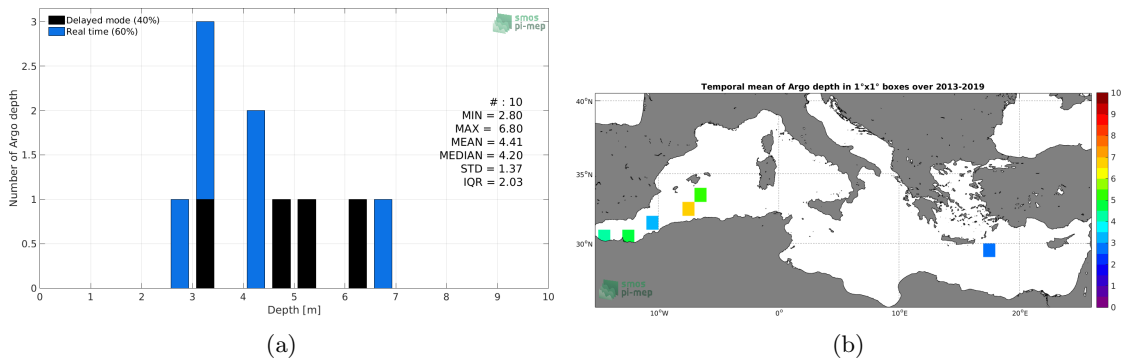 Delayed mode (40%)
Real time (60%)
smos
pi-mep
# : 10
MIN = 2.80
MAX = 6.80
MEAN = 4.41
MEDIAN = 4.20
STD = 1.37
IQR = 2.03
Number of Argo depth
3
2.5
2
1.5
1
0.5
0
0 1 2 3 4 5 6 7 8 9 10
Depth [m]
(a)
Temporal mean of Argo depth in 1°x1° boxes over 2013-2019
40°N
35°N
30°N
10°W 0° 10°E 20°E
smos
pi-mep
10
9
8
7
6
5
4
3
2
1
0
(b)